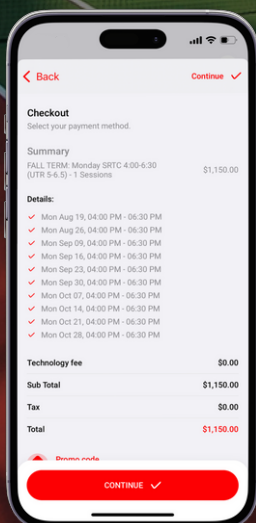 Back
Continue
Checkout
Select your payment method.
Summary
FALL TERM: Monday SRTC 4:00-6:30
(UTR 5-6.5) - 1 Sessions
$1,150.00
Details:
Mon Aug 19, 04:00 PM - 06:30 PM
Mon Aug 26, 04:00 PM - 06:30 PM
Mon Sep 09, 04:00 PM - 06:30 PM
Mon Sep 16, 04:00 PM - 06:30 PM
Mon Sep 23, 04:00 PM - 06:30 PM
Mon Sep 30, 04:00 PM - 06:30 PM
Mon Oct 07, 04:00 PM - 06:30 PM
Mon Oct 14, 04:00 PM - 06:30 PM
Mon Oct 21, 04:00 PM - 06:30 PM
Mon Oct 28, 04:00 PM - 06:30 PM
Technology fee $0.00
Sub Total $1,150.00
Tax $0.00
Total $1,150.00
Promo code
CONTINUE